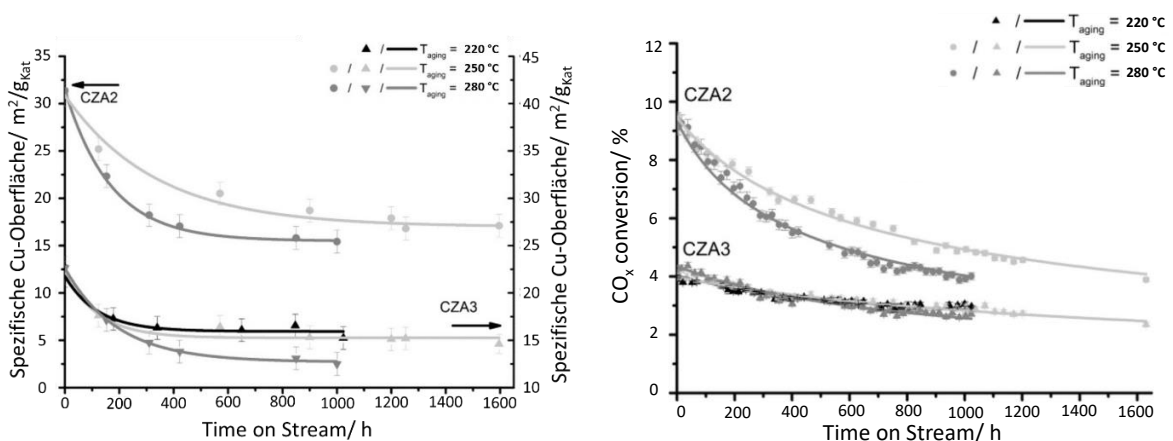 ▲ /— T_aging = 220 °C
● / ▲ /— T_aging = 250 °C
● / ▼ /— T_aging = 280 °C
Spezifische Cu-Oberfläche/ m²/g_Kat
35
30
25
20
15
10
5
0
CZA2
CZA3
45
40
35
30
25
20
15
10
Spezifische Cu-Oberfläche/ m²/g_Kat
0 200 400 600 800 1000 1200 1400 1600
Time on Stream/ h
▲ /— T_aging = 220 °C
● / ▲ /— T_aging = 250 °C
● / ▲ /— T_aging = 280 °C
COₓ conversion/ %
12
10
8
6
4
2
0
CZA2
CZA3
0 200 400 600 800 1000 1200 1400 1600
Time on Stream/ h